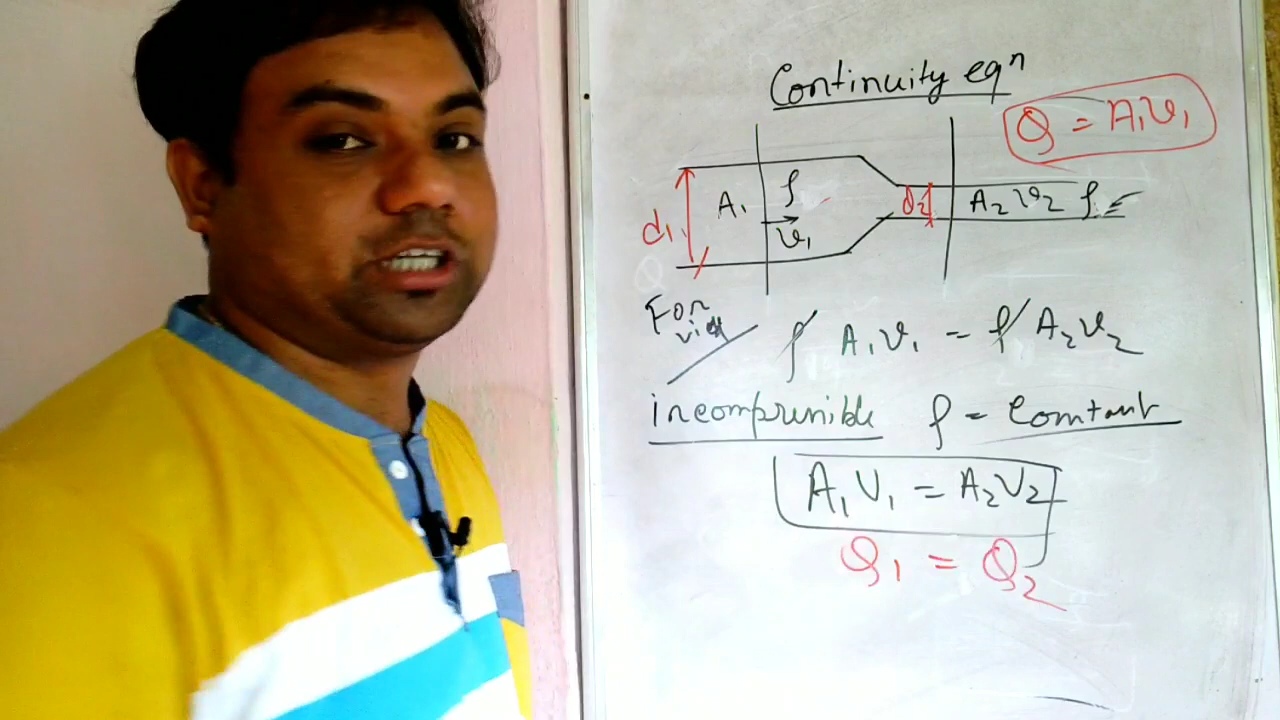 Continuity eqⁿ
Q = A₁v₁
d₁ A₁ ρ v₁ d₂ A₂ v₂ ρ
For
ρ A₁v₁ = ρ A₂v₂
incompressible ρ = Constant
A₁V₁ = A₂V₂
Q₁ = Q₂